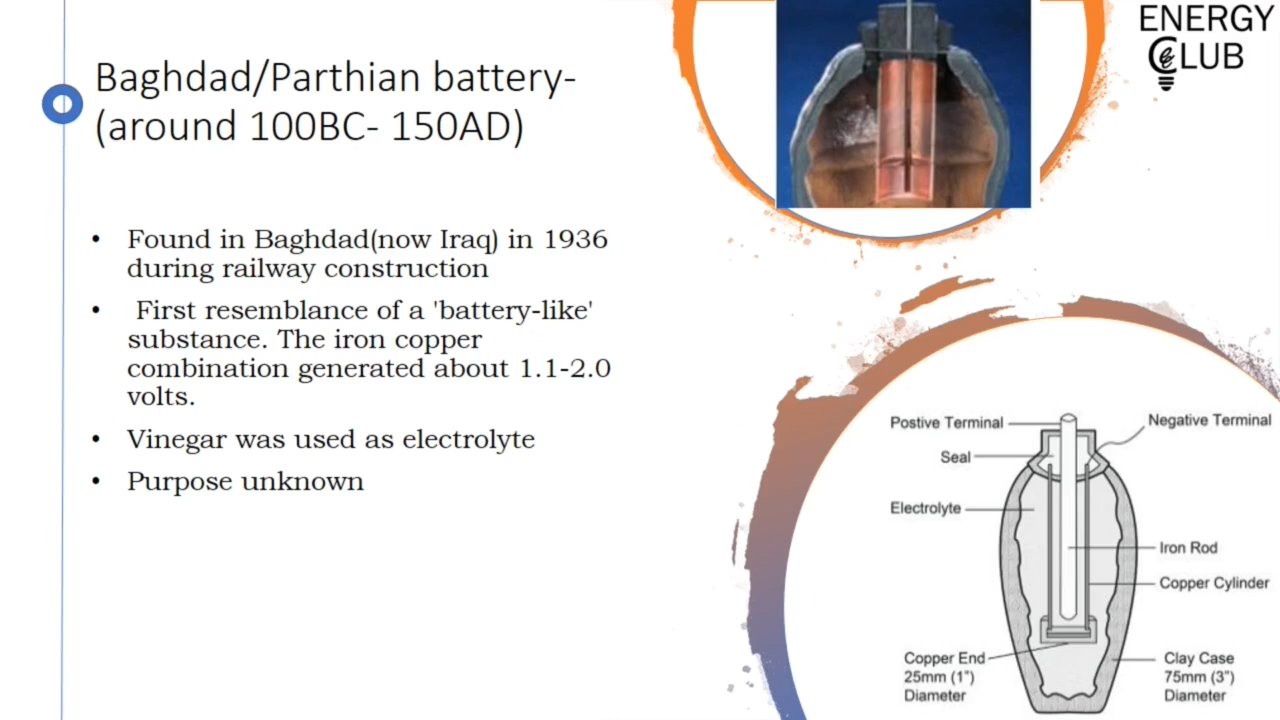 Baghdad/Parthian battery-
(around 100BC- 150AD)
ENERGY
CLUB
• Found in Baghdad(now Iraq) in 1936
during railway construction
• First resemblance of a 'battery-like'
substance. The iron copper
combination generated about 1.1-2.0
volts.
• Vinegar was used as electrolyte
• Purpose unknown
Postive Terminal
Negative Terminal
Seal
Electrolyte
Iron Rod
Copper Cylinder
Copper End
25mm (1")
Diameter
Clay Case
75mm (3")
Diameter